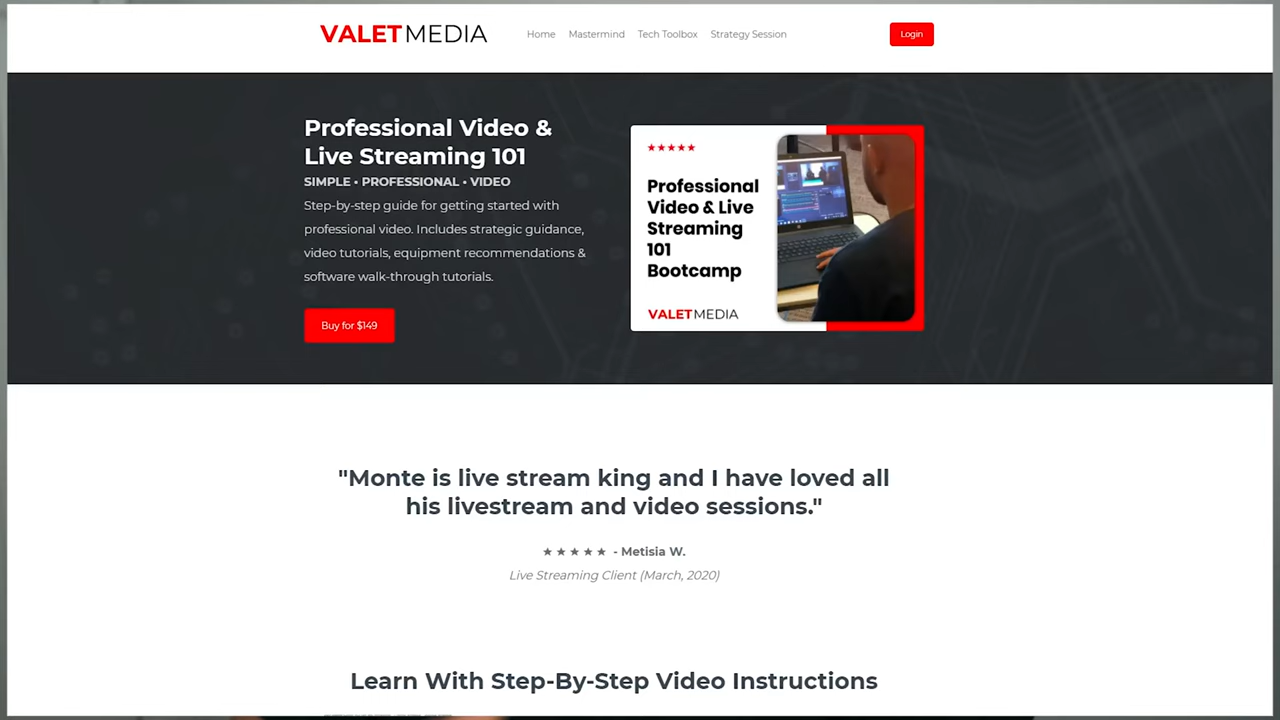 VALETMEDIA
Home Mastermind Tech Toolbox Strategy Session
Login
Professional Video &
Live Streaming 101
SIMPLE • PROFESSIONAL • VIDEO
Step-by-step guide for getting started with
professional video. Includes strategic guidance,
video tutorials, equipment recommendations &
software walk-through tutorials.
Buy for $149
★★★★★
Professional
Video & Live
Streaming
101
Bootcamp
VALETMEDIA
"Monte is live stream king and I have loved all
his livestream and video sessions."
★ ★ ★ ★ ★ - Metisia W.
Live Streaming Client (March, 2020)
Learn With Step-By-Step Video Instructions